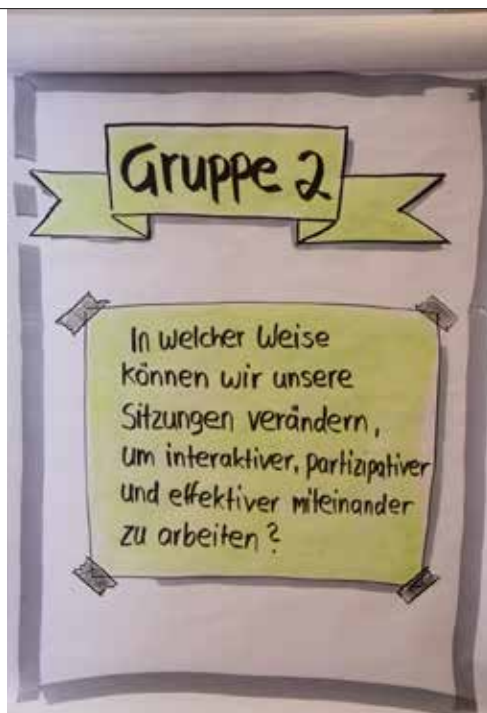 Gruppe 2
In welcher Weise
können wir unsere
Sitzungen verändern,
um interaktiver, partizipativer
und effektiver miteinander
zu arbeiten?